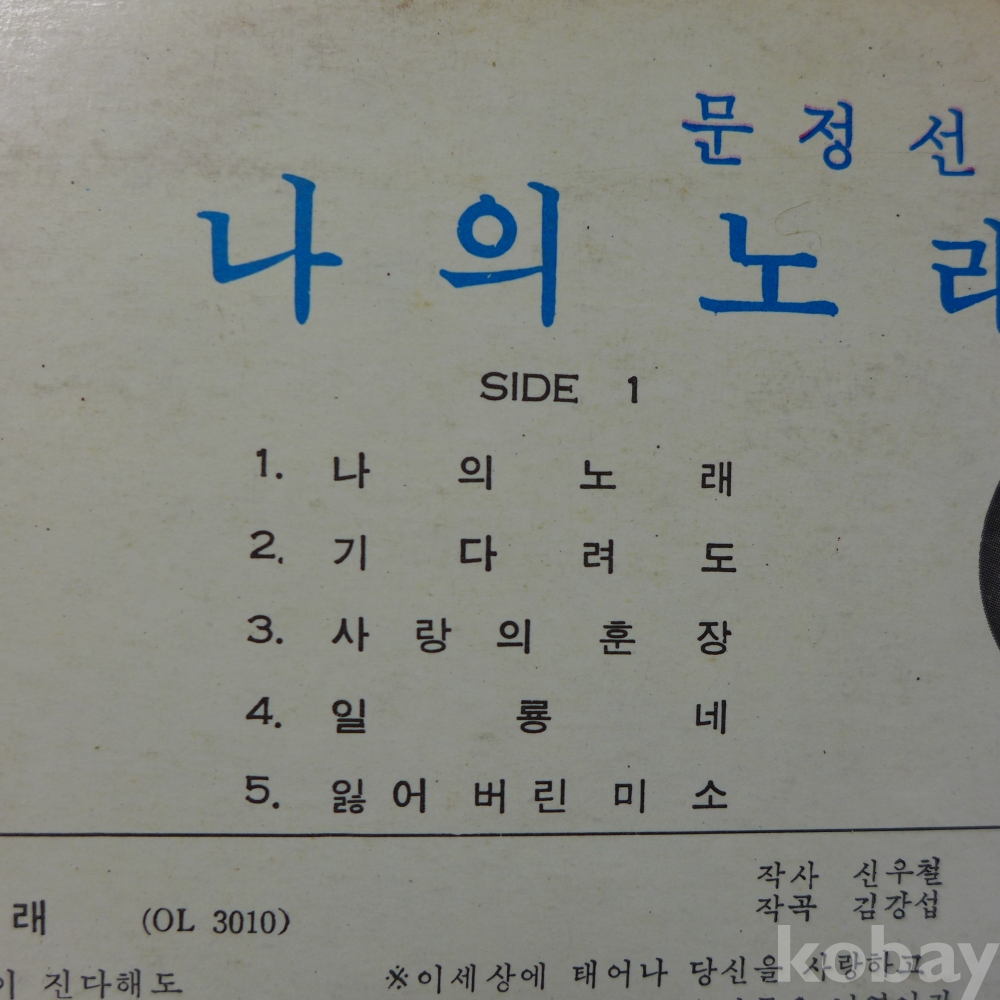 문정선
나의 노래
SIDE 1
1. 나의 노래
2. 기다려도
3. 사랑의 훈장
4. 일룡네
5. 잃어버린 미소
작사 신우철
래 (OL 3010) 작곡 김강섭
진다해도 ※이세상에 태어나 당신을 사랑하고
kobay